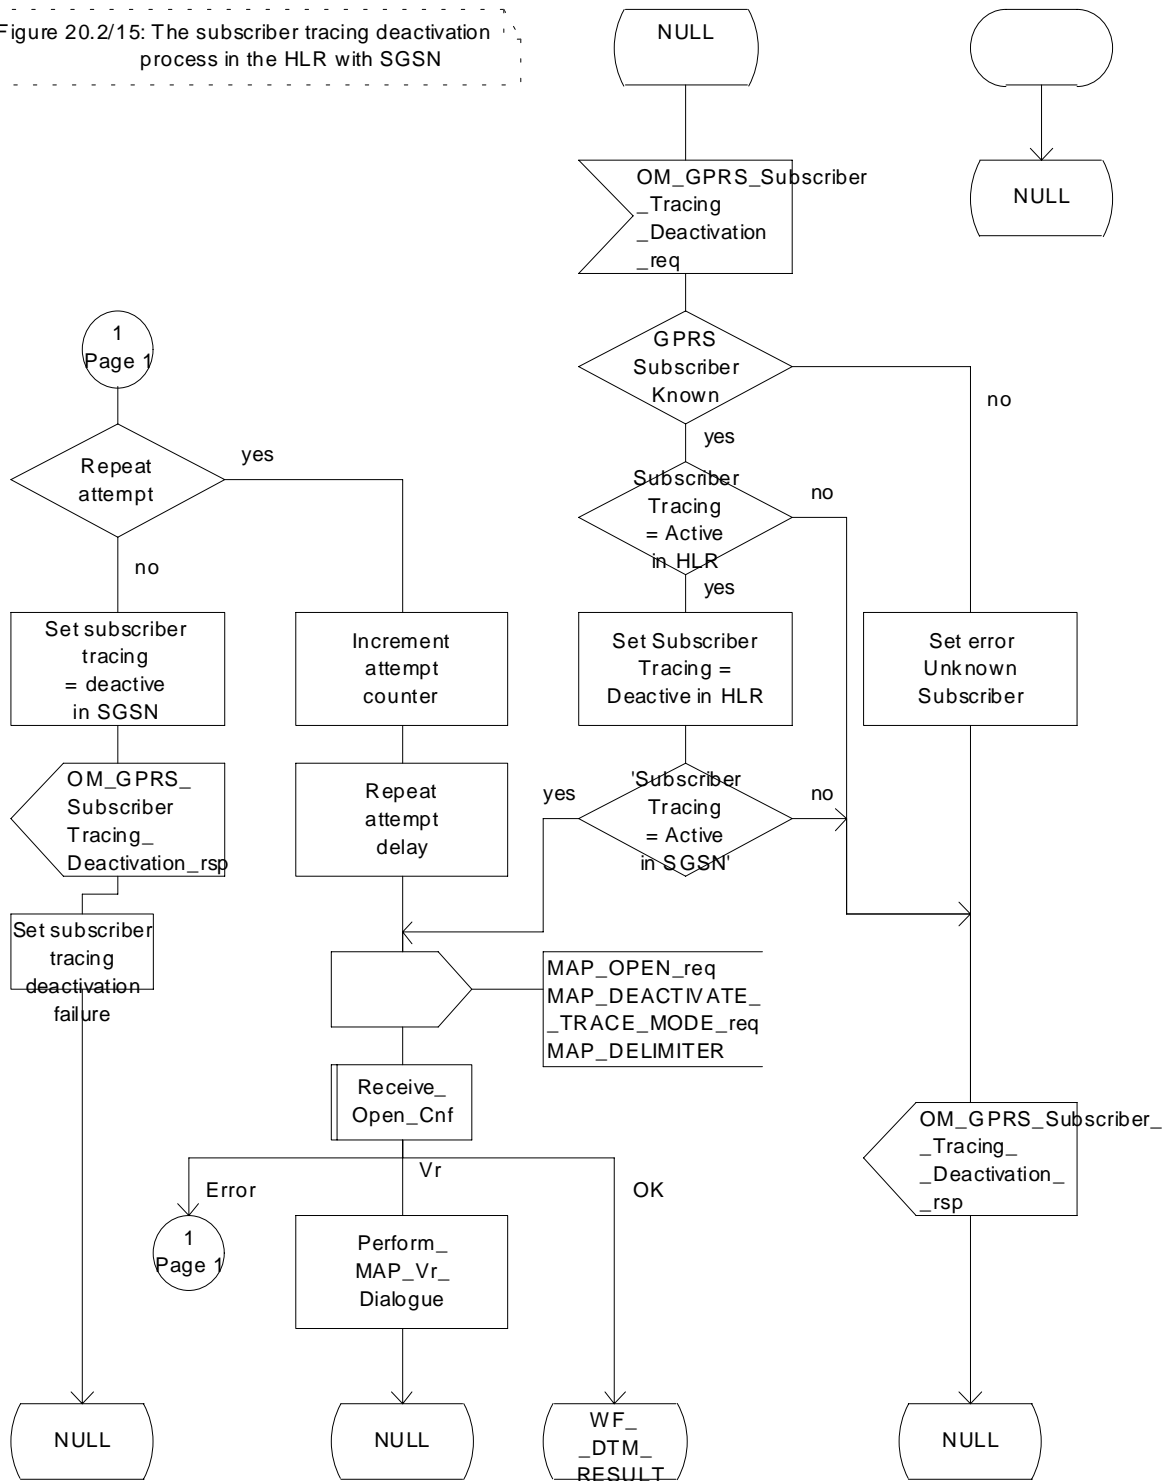 Figure 20.2/15: The subscriber tracing deactivation
process in the HLR with SGSN
NULL
NULL
OM_GPRS_Subscriber
_Tracing
_Deactivation
_req
GPRS
Subscriber
Known
no
yes
Subscriber
Tracing
= Active
in HLR
no
yes
Set Subscriber
Tracing =
Deactive in HLR
Set error
Unknown
Subscriber
'Subscriber
Tracing
= Active
in SGSN'
yes
no
1
Page 1
Repeat
attempt
yes
no
Set subscriber
tracing
= deactive
in SGSN
Increment
attempt
counter
OM_GPRS_
Subscriber
Tracing_
Deactivation_rsp
Repeat
attempt
delay
Set subscriber
tracing
deactivation
failure
MAP_OPEN_req
MAP_DEACTIVATE_
_TRACE_MODE_req
MAP_DELIMITER
Receive_
Open_Cnf
Error
Vr
OK
1
Page 1
Perform_
MAP_Vr_
Dialogue
OM_GPRS_Subscriber_
_Tracing_
_Deactivation_
_rsp
NULL
NULL
WF_
_DTM_
RESULT
NULL